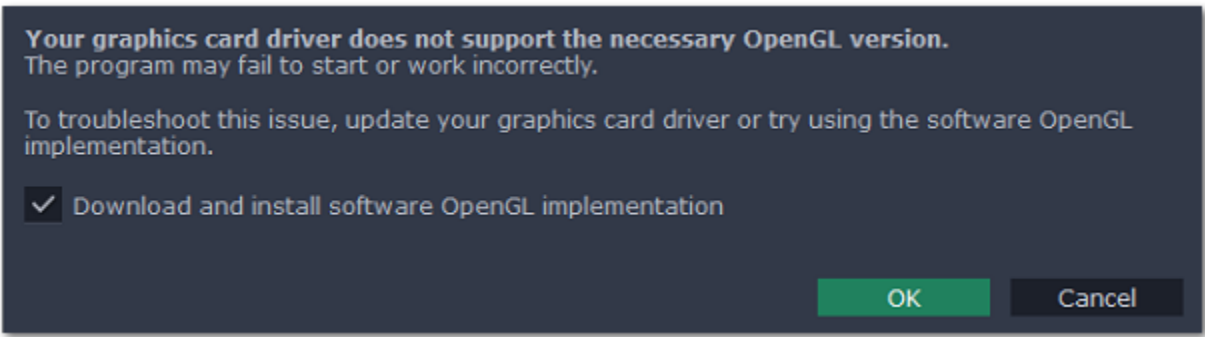 Your graphics card driver does not support the necessary OpenGL version.
The program may fail to start or work incorrectly.
To troubleshoot this issue, update your graphics card driver or try using the software OpenGL
implementation.
Download and install software OpenGL implementation
OK Cancel